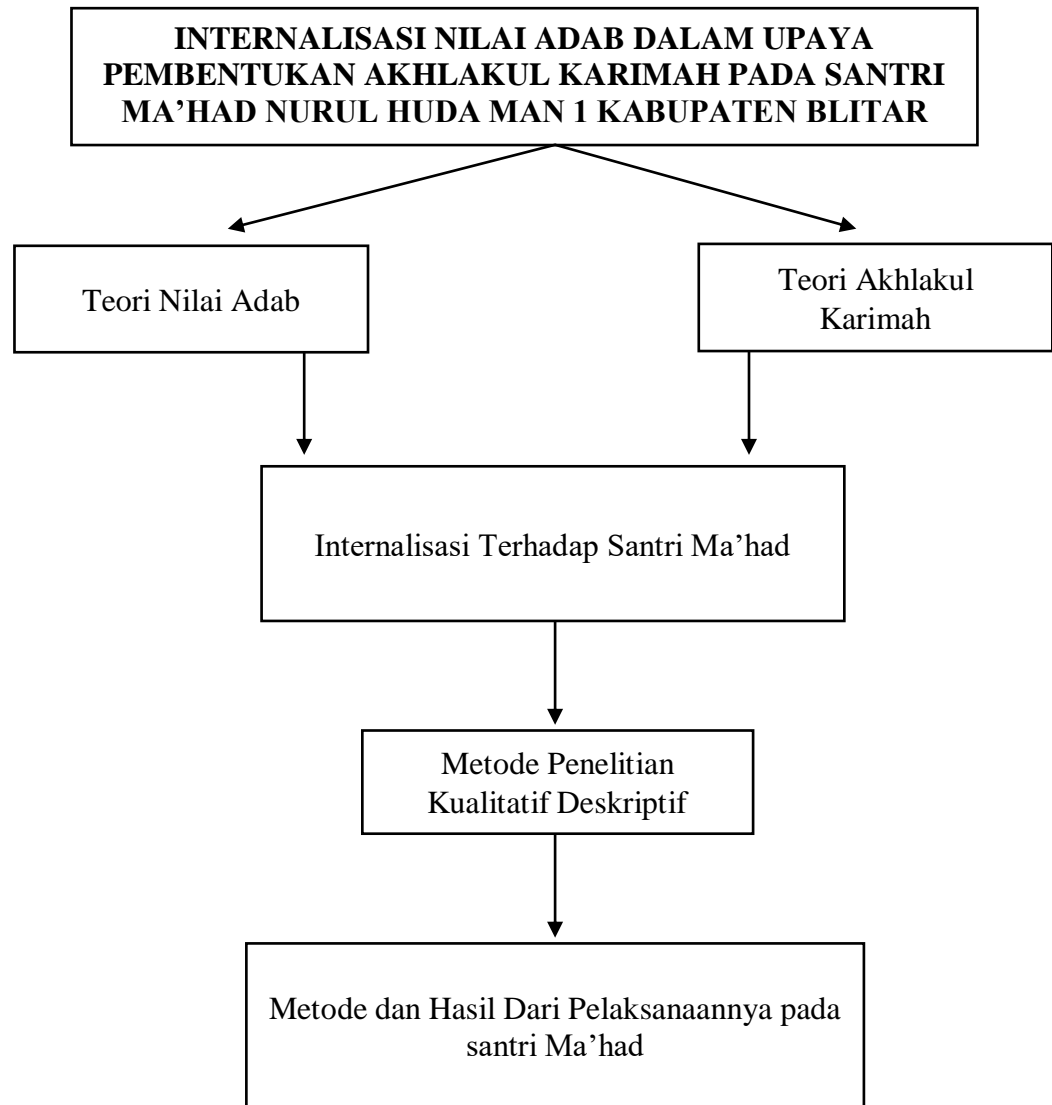 INTERNALISASI NILAI ADAB DALAM UPAYA
PEMBENTUKAN AKHLAKUL KARIMAH PADA SANTRI
MA’HAD NURUL HUDA MAN 1 KABUPATEN BLITAR
Teori Nilai Adab
Teori Akhlakul
Karimah
Internalisasi Terhadap Santri Ma’had
Metode Penelitian
Kualitatif Deskriptif
Metode dan Hasil Dari Pelaksanaannya pada
santri Ma’had